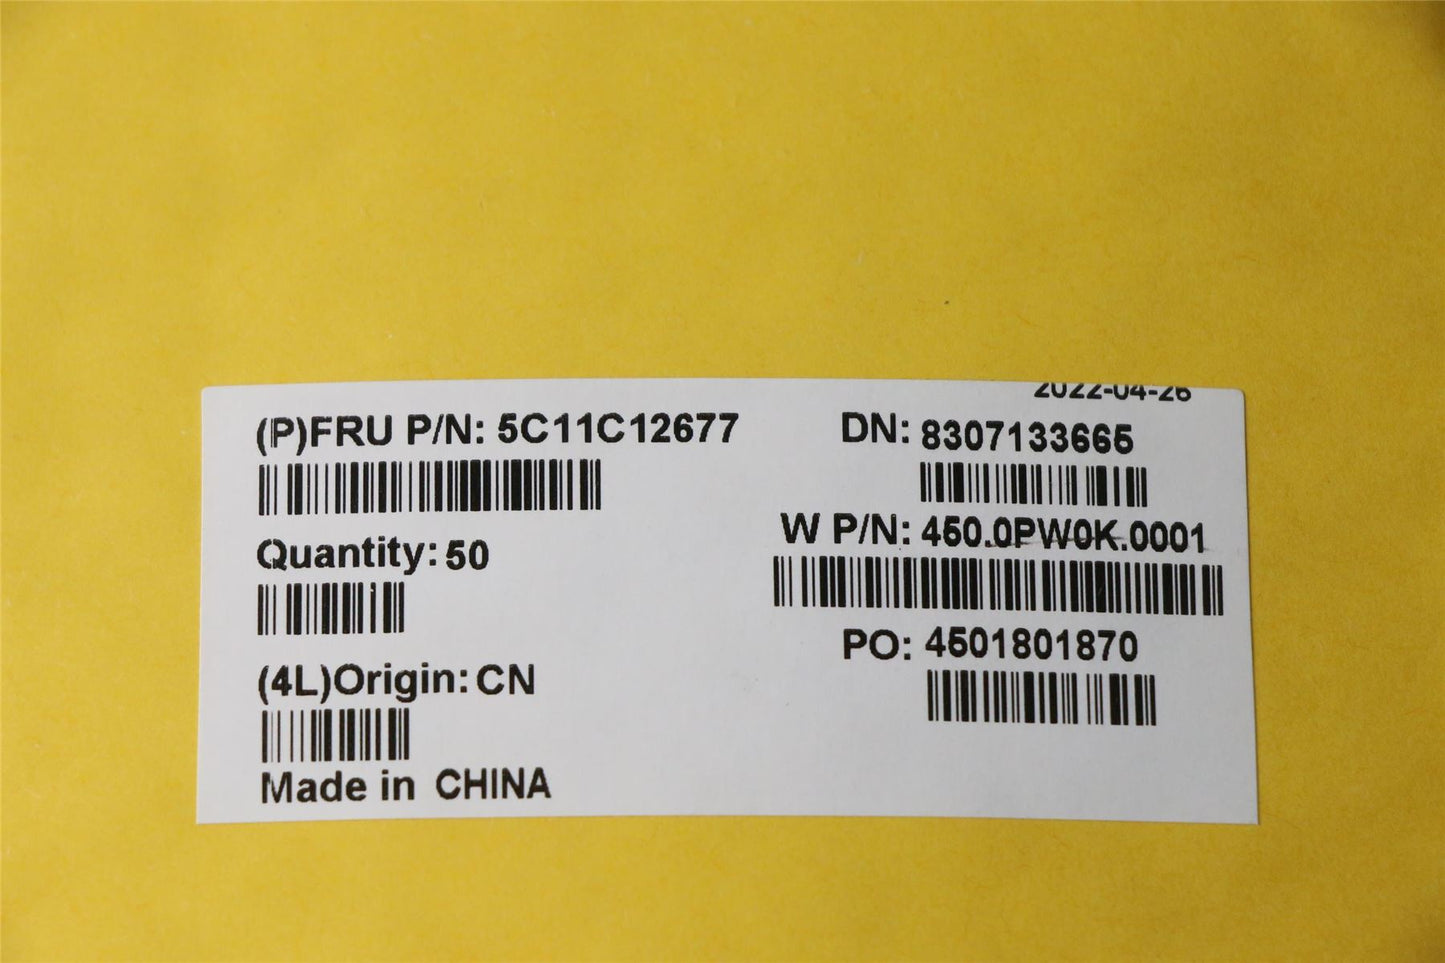 2022-04-26
(P)FRU P/N: 5C11C12677
DN: 8307133665
W P/N: 450.0PW0K.0001
Quantity: 50
PO: 4501801870
(4L)Origin: CN
Made in CHINA